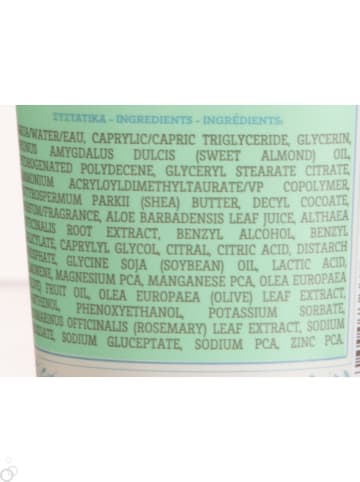 ΣΥΣΤΑΤΙΚΑ - INGREDIENTS - INGRÉDIENTS:
/WATER/EAU, CAPRYLIC/CAPRIC TRIGLYCERIDE, GLYCERIN,
AMYGDALUS DULCIS (SWEET ALMOND) OIL,
POLYDECENE, GLYCERYL STEARATE CITRATE,
ACRYLOYLDIMETHYLTAURATE/VP COPOLYMER,
PARKII (SHEA) BUTTER, DECYL COCOATE,
/FRAGRANCE, ALOE BARBADENSIS LEAF JUICE, ALTHAEA
ROOT EXTRACT, BENZYL ALCOHOL, BENZYL
CAPRYLYL GLYCOL, CITRAL, CITRIC ACID, DISTARCH
GLYCINE SOJA (SOYBEAN) OIL, LACTIC ACID,
MAGNESIUM PCA, MANGANESE PCA, OLEA EUROPAEA
FRUIT OIL, OLEA EUROPAEA (OLIVE) LEAF EXTRACT,
PHENOXYETHANOL, POTASSIUM SORBATE,
OFFICINALIS (ROSEMARY) LEAF EXTRACT, SODIUM
SODIUM GLUCEPTATE, SODIUM PCA, ZINC PCA.